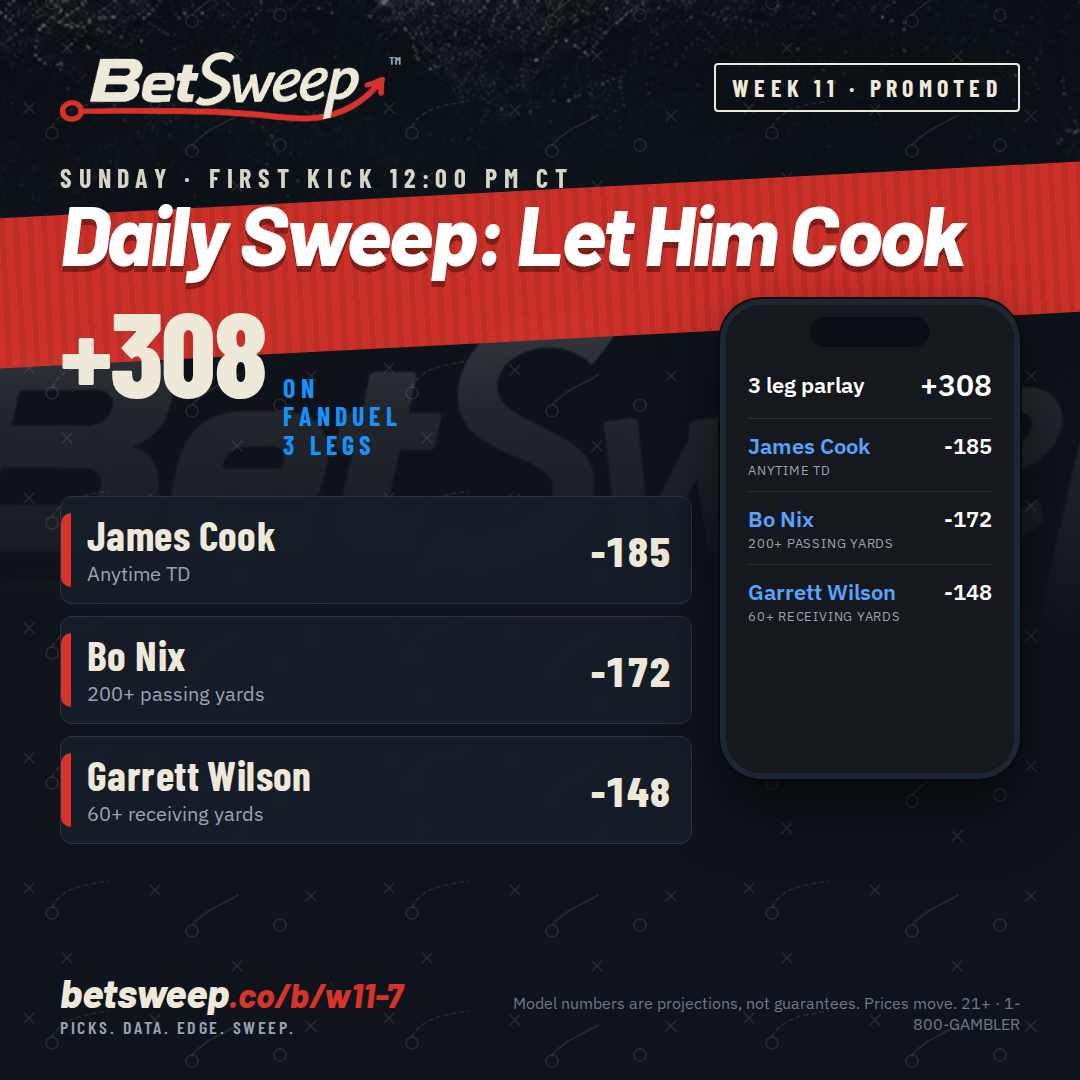 BetSweep™
WEEK 11 · PROMOTED
SUNDAY · FIRST KICK 12:00 PM CT
Daily Sweep: Let Him Cook
+308
ON
FANDUEL
3 LEGS
James Cook
Anytime TD
-185
Bo Nix
200+ passing yards
-172
Garrett Wilson
60+ receiving yards
-148
3 leg parlay +308
James Cook -185
ANYTIME TD
Bo Nix -172
200+ PASSING YARDS
Garrett Wilson -148
60+ RECEIVING YARDS
BetSweep
betsweep.co/b/w11-7
PICKS. DATA. EDGE. SWEEP.
Model numbers are projections, not guarantees. Prices move. 21+ · 1-
800-GAMBLER